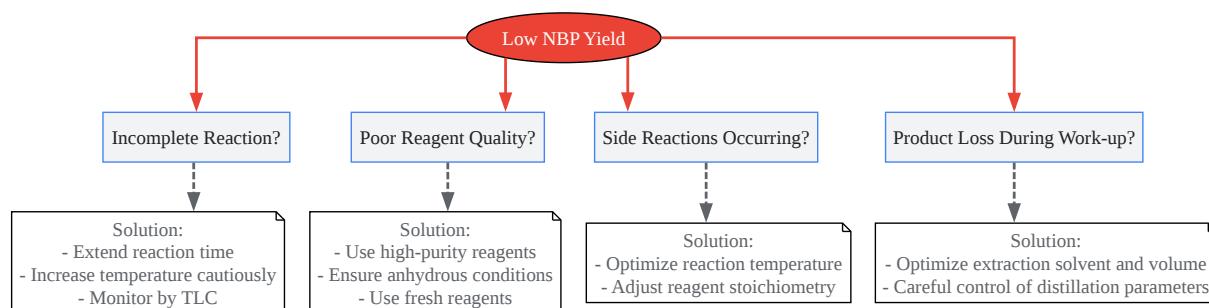 Low NBP Yield
Incomplete Reaction?
Poor Reagent Quality?
Side Reactions Occurring?
Product Loss During Work-up?
Solution:
- Extend reaction time
- Increase temperature cautiously
- Monitor by TLC
Solution:
- Use high-purity reagents
- Ensure anhydrous conditions
- Use fresh reagents
Solution:
- Optimize reaction temperature
- Adjust reagent stoichiometry
Solution:
- Optimize extraction solvent and volume
- Careful control of distillation parameters